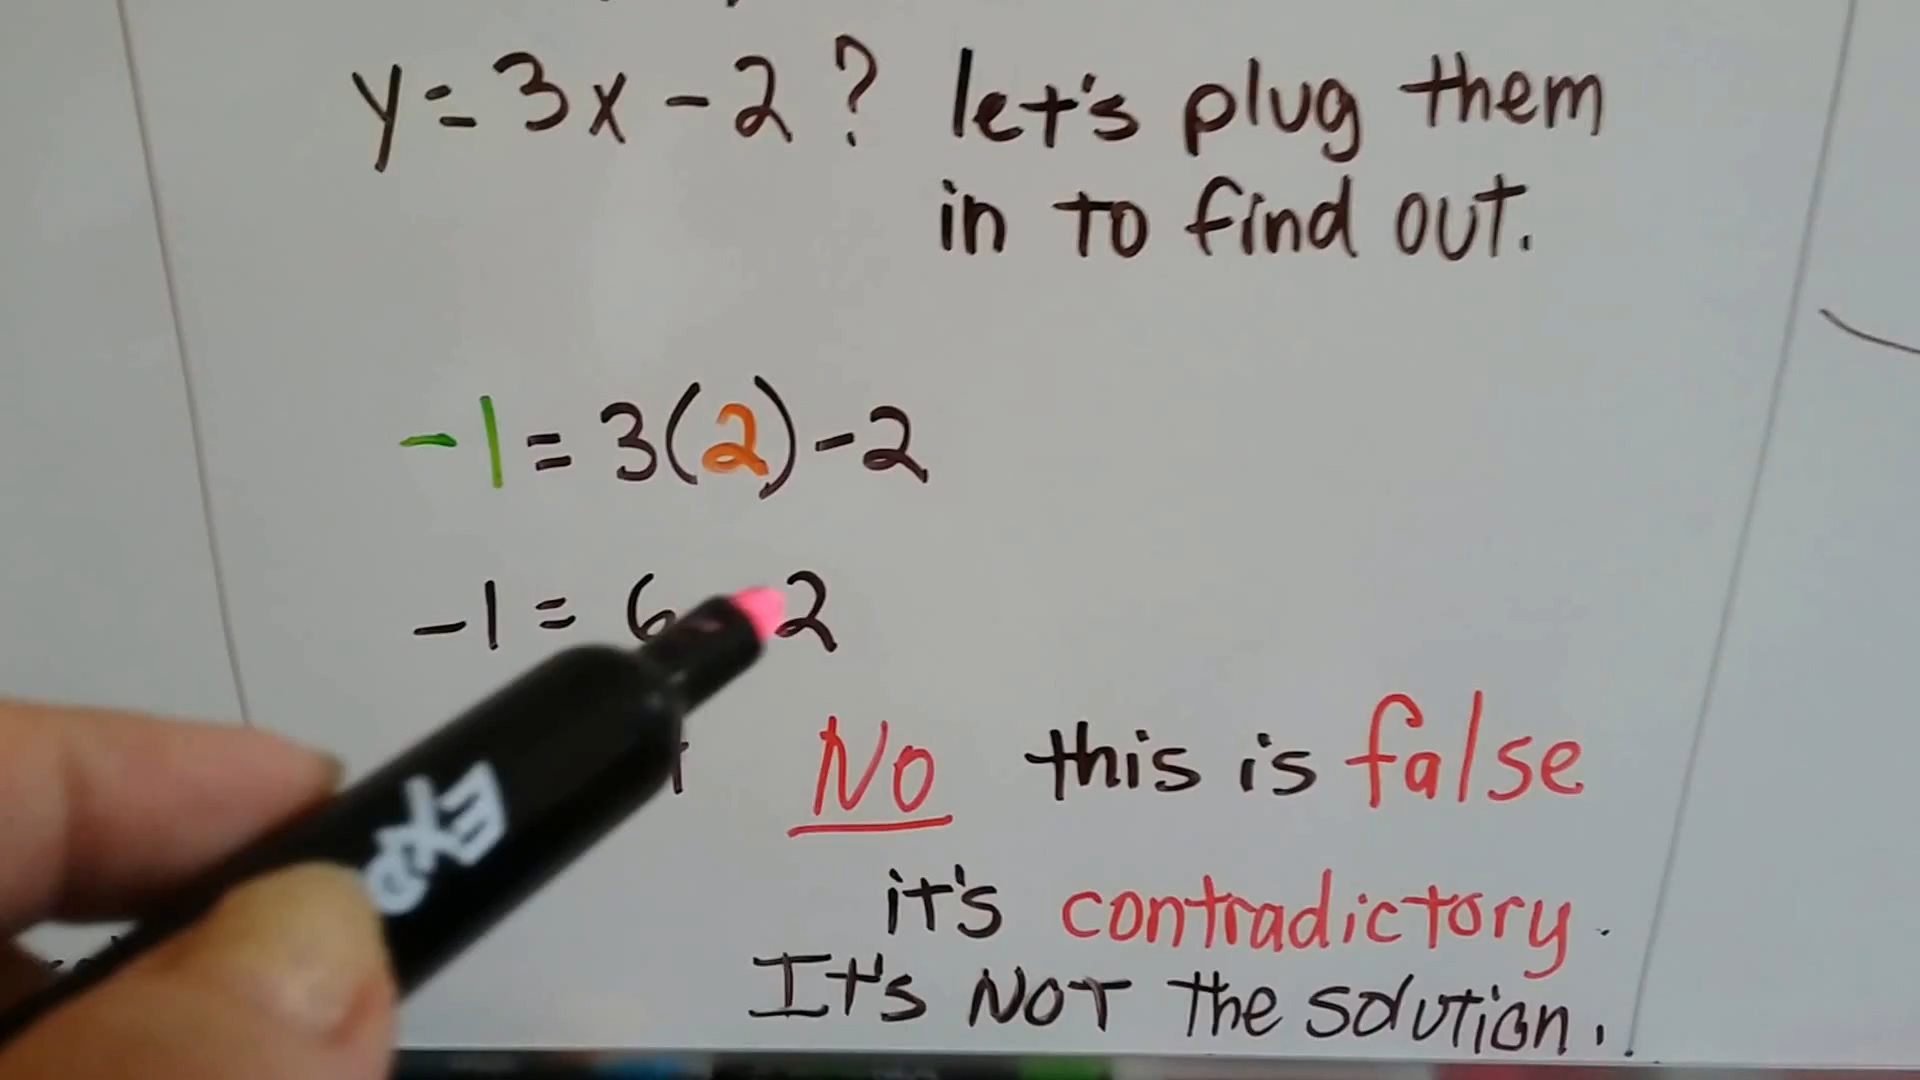 y = 3x - 2 ? let's plug them
in to find out.
-1 = 3(2) - 2
-1 = 6 2
No this is false
it's contradictory.
It's NOT the solution.
EXP